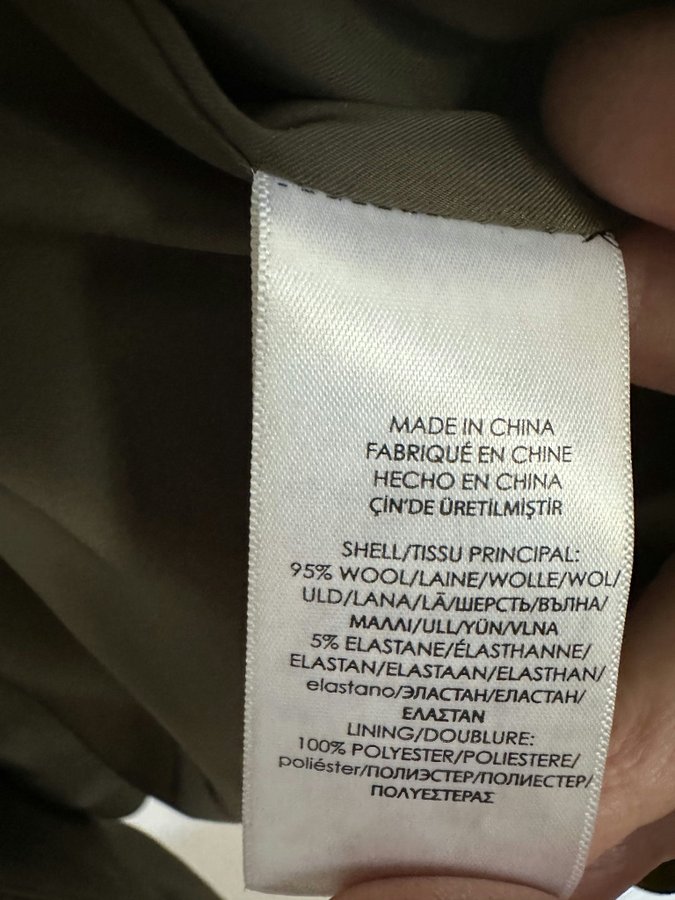 MADE IN CHINA
FABRIQUÉ EN CHINE
HECHO EN CHINA
ÇİN'DE ÜRETİLMİŞTİR
SHELL/TISSU PRINCIPAL:
95% WOOL/LAINE/WOLLE/WOL/
ULD/LANA/LÃ/ШЕРСТЬ/ВЪЛНА/
ΜΑΛΛΙ/ULL/YÜN/VLNA
5% ELASTANE/ÉLASTHANNE/
ELASTAN/ELASTAAN/ELASTHAN/
elastano/ЭЛАСТАН/ЕЛАСТАН/
ΕΛΑΣΤΑΝ
LINING/DOUBLURE:
100% POLYESTER/POLIESTERE/
poliéster/ПОЛИЭСТЕР/ПОЛИЕСТЕР/
ΠΟΛΥΕΣΤΕΡΑΣ